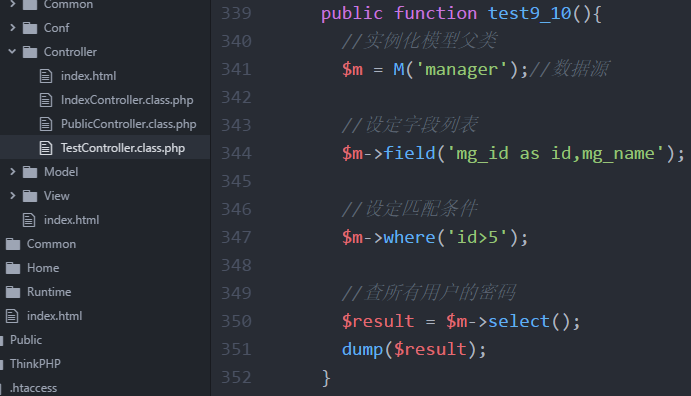 Common
Conf
Controller
index.html
IndexController.class.php
PublicController.class.php
TestController.class.php
Model
View
index.html
Common
Home
Runtime
index.html
Public
ThinkPHP
.htaccess
339 public function test9_10(){
340 //实例化模型父类
341 $m = M('manager');//数据源
342
343 //设定字段列表
344 $m->field('mg_id as id,mg_name');
345
346 //设定匹配条件
347 $m->where('id>5');
348
349 //查所有用户的密码
350 $result = $m->select();
351 dump($result);
352 }